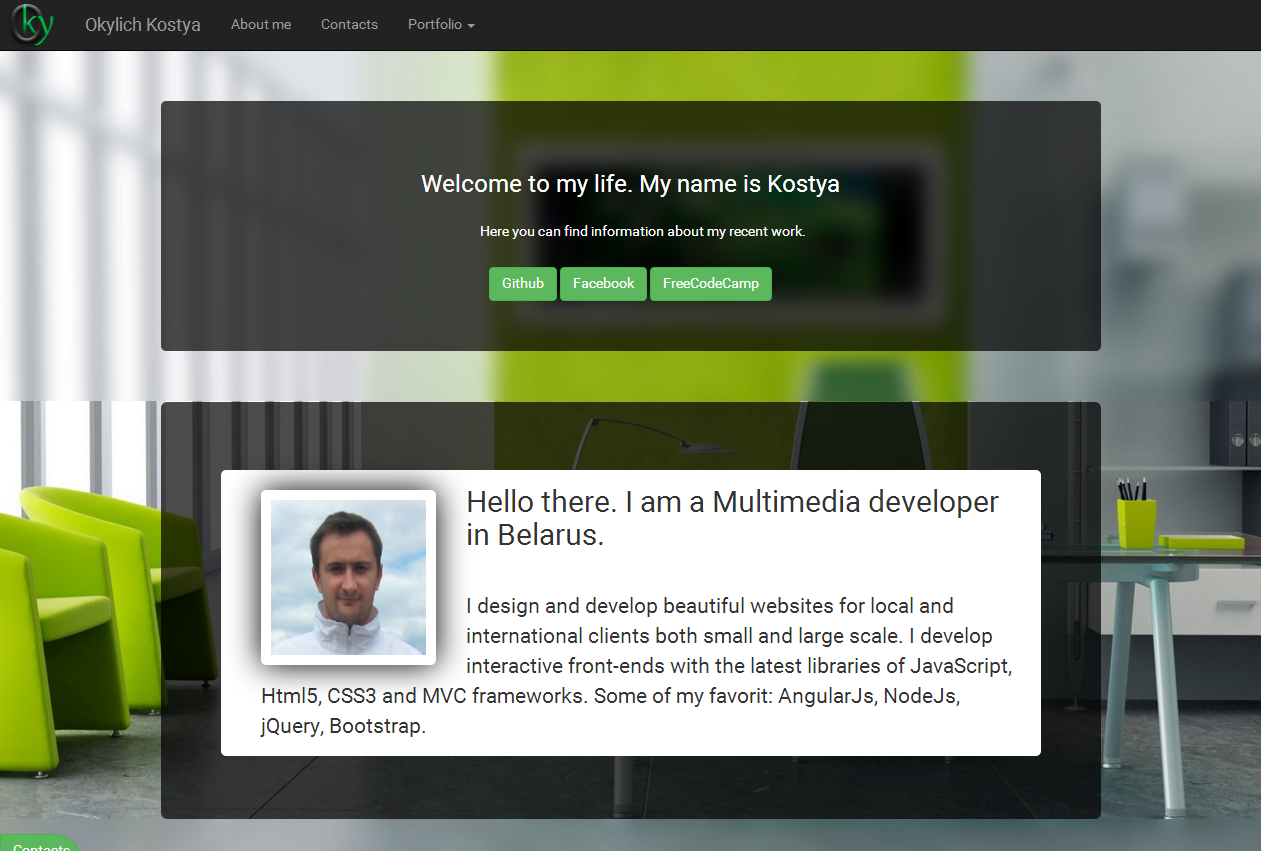 Oky
Okylich Kostya
About me
Contacts
Portfolio
Welcome to my life. My name is Kostya
Here you can find information about my recent work.
Github
Facebook
FreeCodeCamp
Hello there. I am a Multimedia developer
in Belarus.
I design and develop beautiful websites for local and
international clients both small and large scale. I develop
interactive front-ends with the latest libraries of JavaScript,
Html5, CSS3 and MVC frameworks. Some of my favorit: AngularJs, NodeJs,
jQuery, Bootstrap.
Contacts